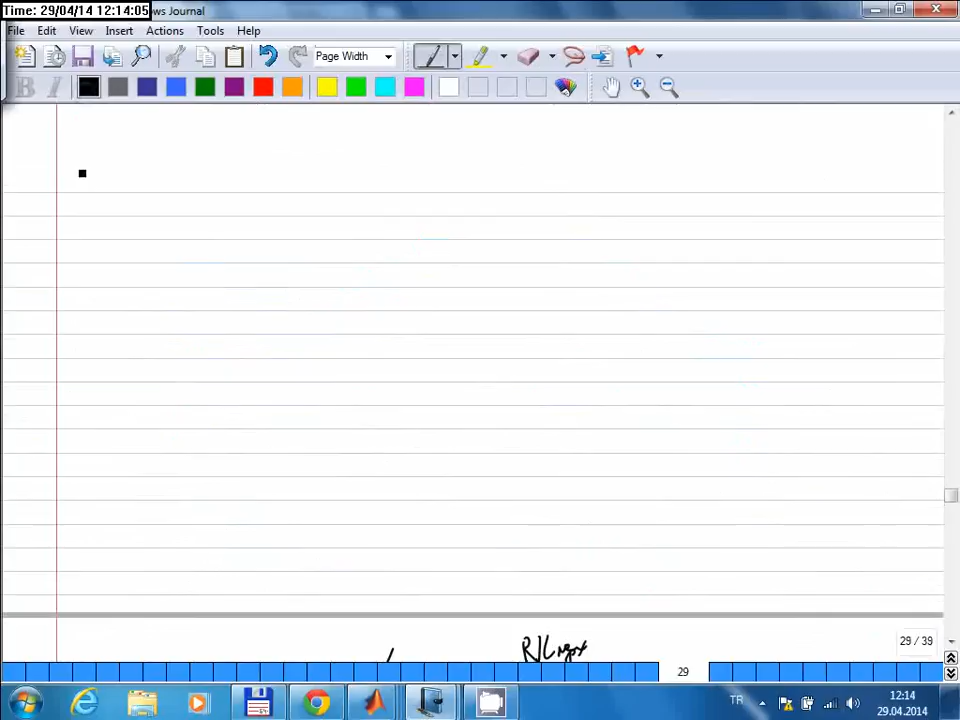 Time: 29/04/14 12:14:05
ws Journal
File Edit View Insert Actions Tools Help
Page Width
B I
29 / 39
29
TR
12:14
29.04.2014